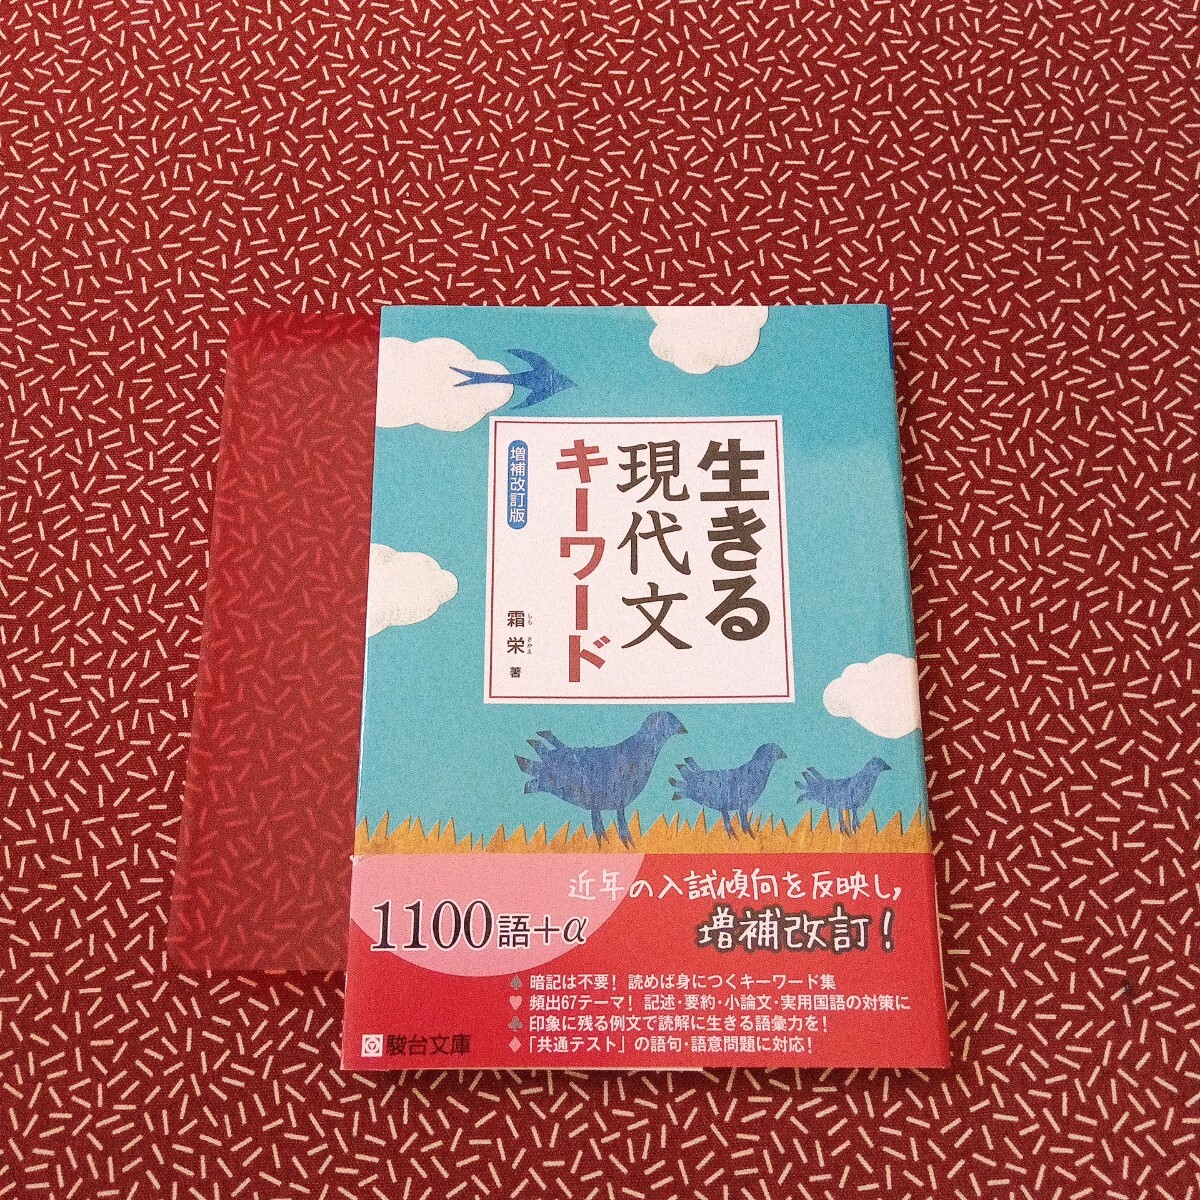 生きる
現代文
キーワード
増補改訂版
霜 栄 著
しも さかえ
近年の入試傾向を反映し,
増補改訂!
1100語+α
♠ 暗記は不要! 読めば身につくキーワード集
♥ 頻出67テーマ! 記述・要約・小論文・実用国語の対策に
♣ 印象に残る例文で読解に生きる語彙力を!
♦ 「共通テスト」の語句・語意問題に対応!
駿台文庫